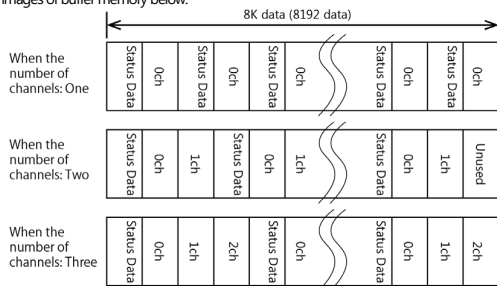 images of buffer memory below.
8K data (8192 data)
When the
number of
channels: One
Status Data
0ch
Status Data
0ch
Status Data
0ch
Status Data
0ch
Status Data
0ch
When the
number of
channels: Two
Status Data
0ch
1ch
Status Data
0ch
1ch
Status Data
0ch
1ch
Unused
When the
number of
channels: Three
Status Data
0ch
1ch
2ch
Status Data
0ch
Status Data
0ch
1ch
2ch